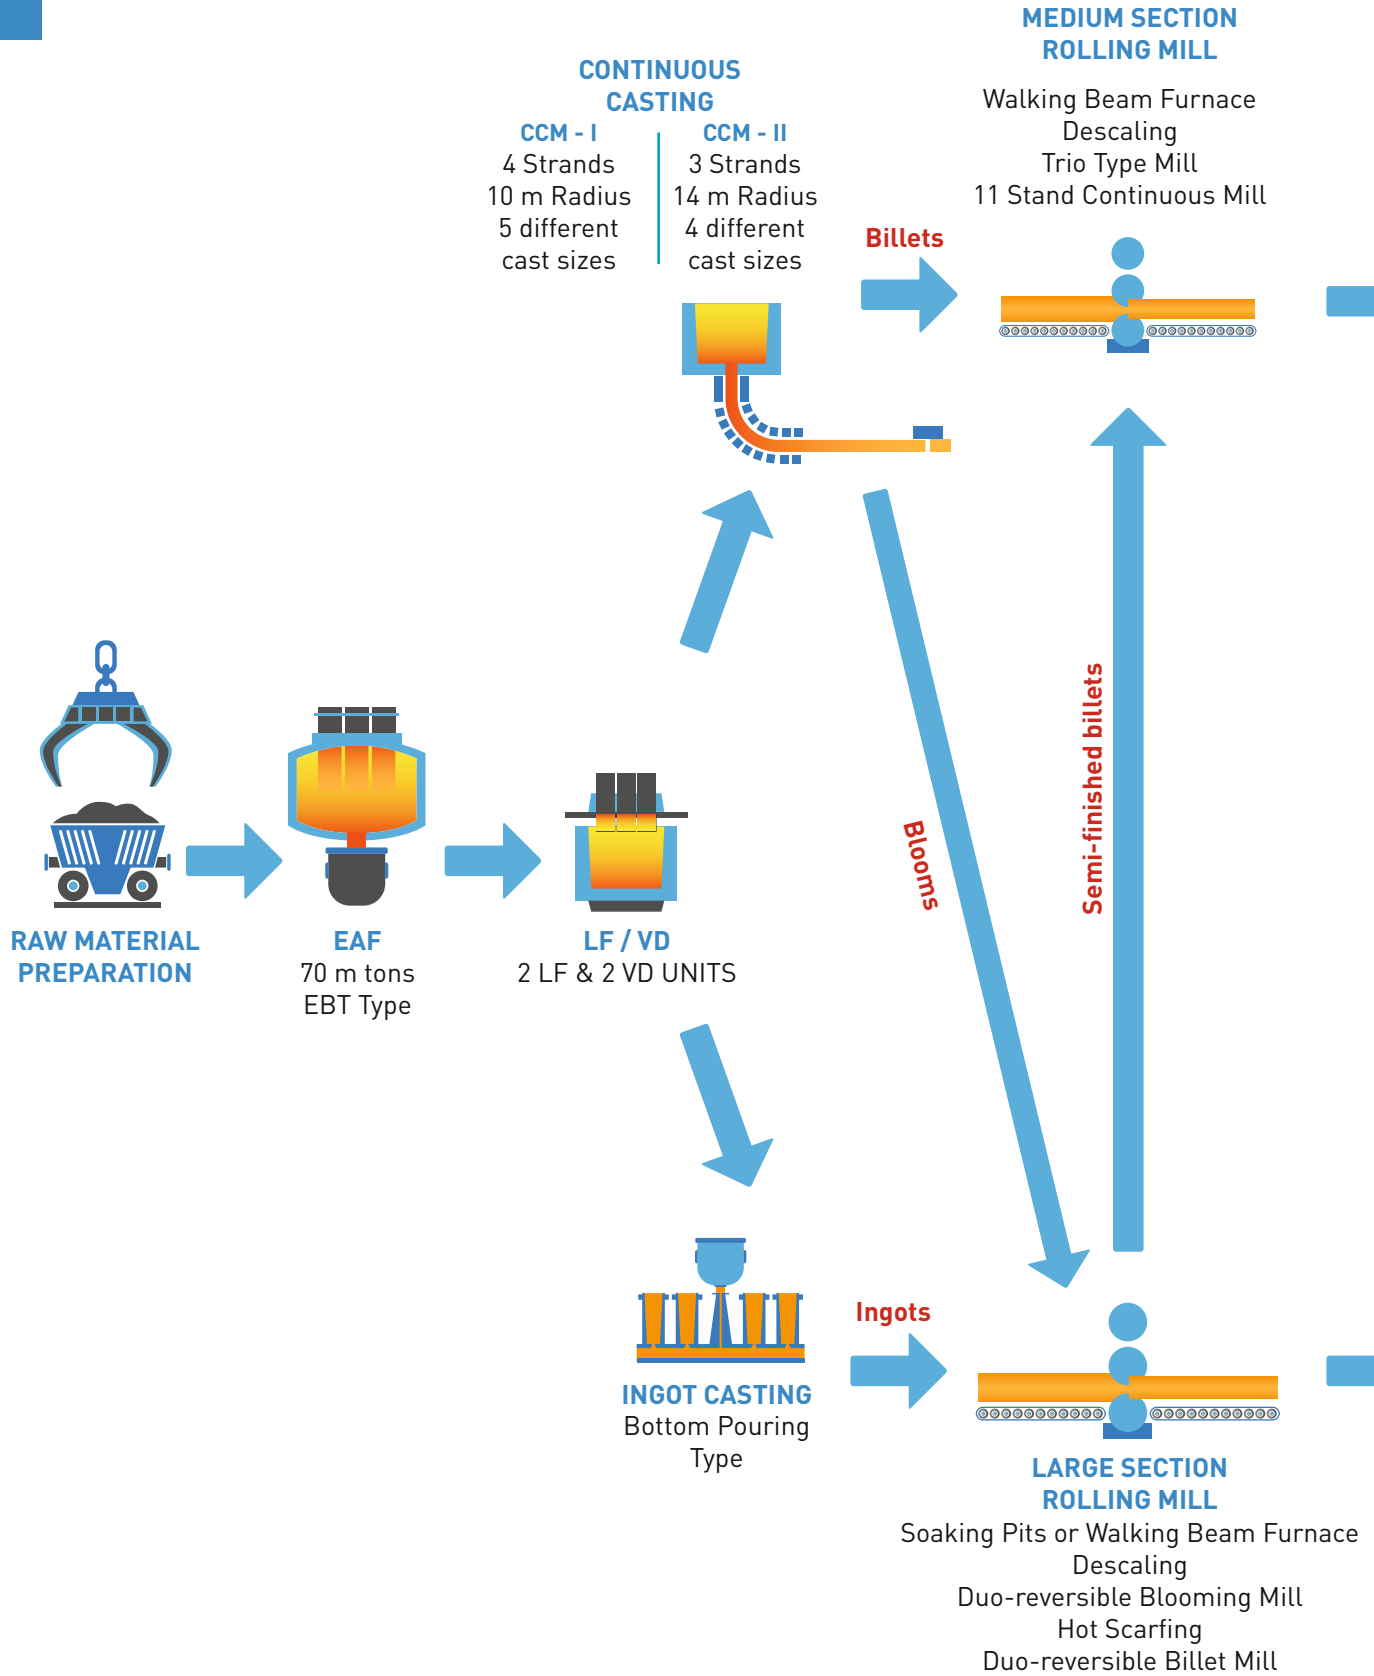 MEDIUM SECTION
ROLLING MILL
Walking Beam Furnace
Descaling
Trio Type Mill
11 Stand Continuous Mill
CONTINUOUS
CASTING
CCM - I
4 Strands
10 m Radius
5 different
cast sizes
CCM - II
3 Strands
14 m Radius
4 different
cast sizes
Billets
Blooms
Semi-finished billets
RAW MATERIAL
PREPARATION
EAF
70 m tons
EBT Type
LF / VD
2 LF & 2 VD UNITS
Ingots
INGOT CASTING
Bottom Pouring
Type
LARGE SECTION
ROLLING MILL
Soaking Pits or Walking Beam Furnace
Descaling
Duo-reversible Blooming Mill
Hot Scarfing
Duo-reversible Billet Mill